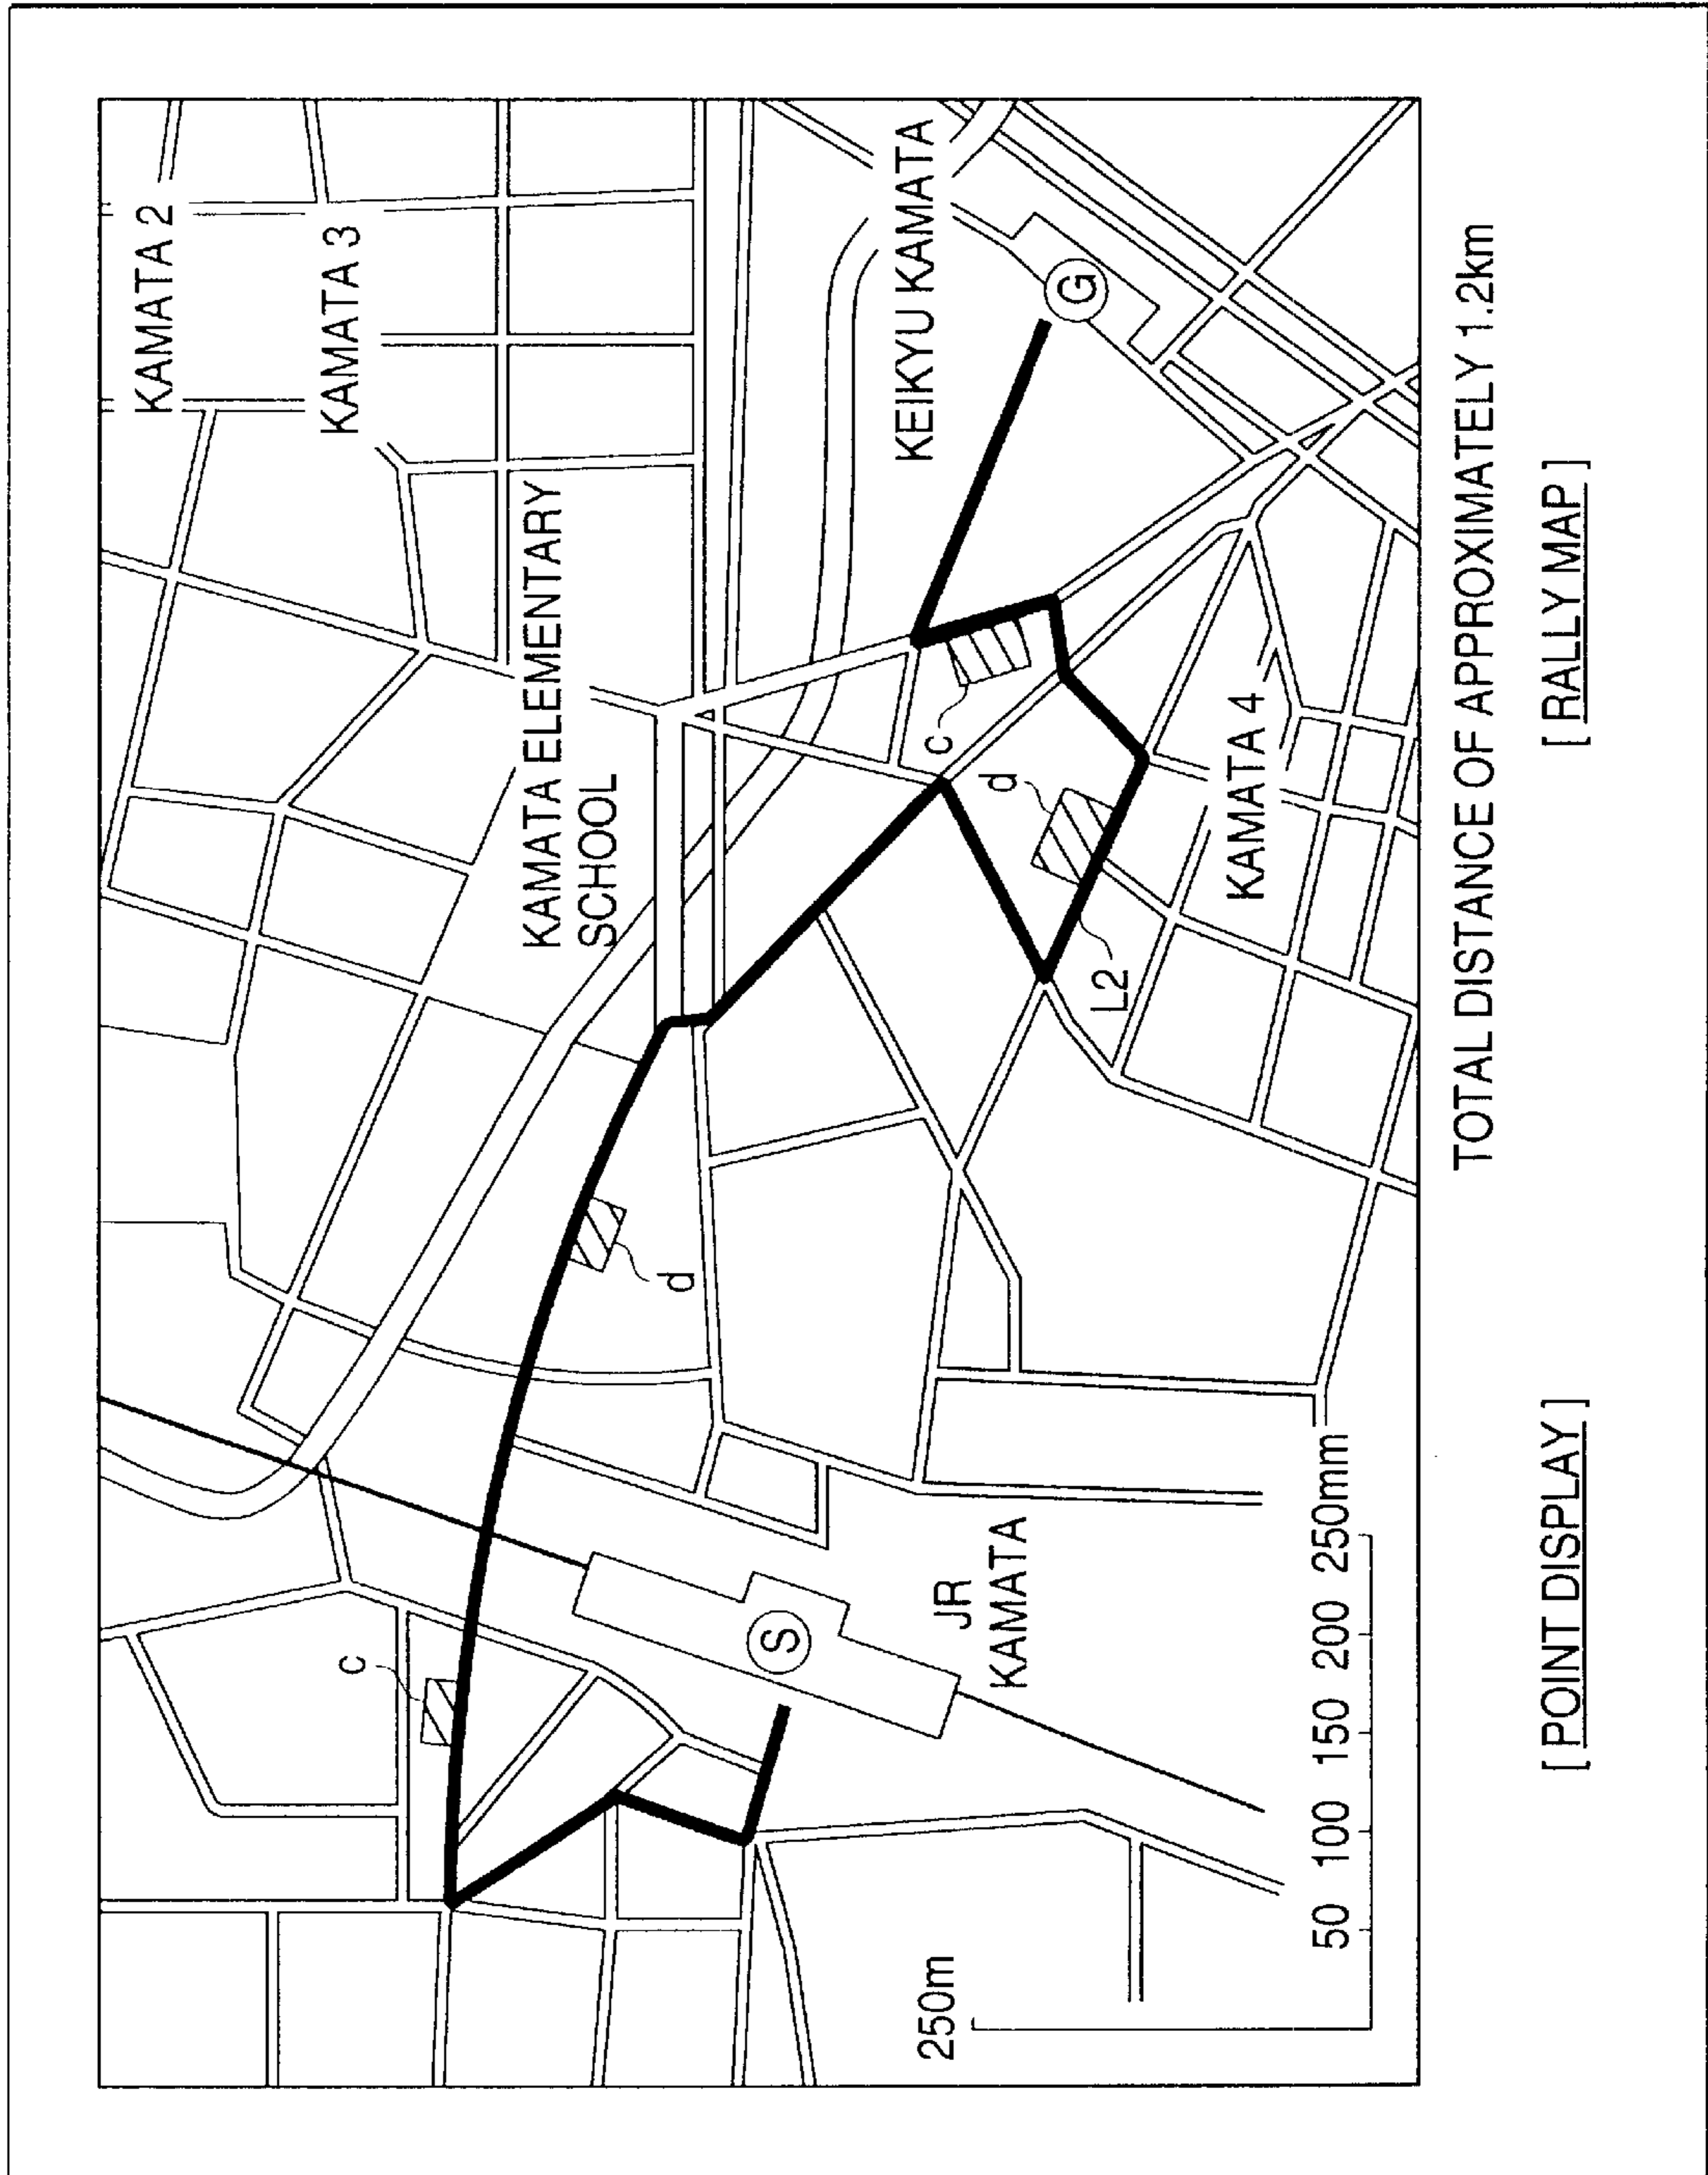 KAMATA 2
KAMATA 3
KAMATA ELEMENTARY
SCHOOL
KEIKYU KAMATA
G
c
c
d
d
KAMATA 4
L2
S
JR
KAMATA
250m
50 100 150 200 250mm
TOTAL DISTANCE OF APPROXIMATELY 1.2km
[ POINT DISPLAY ]
[ RALLY MAP ]